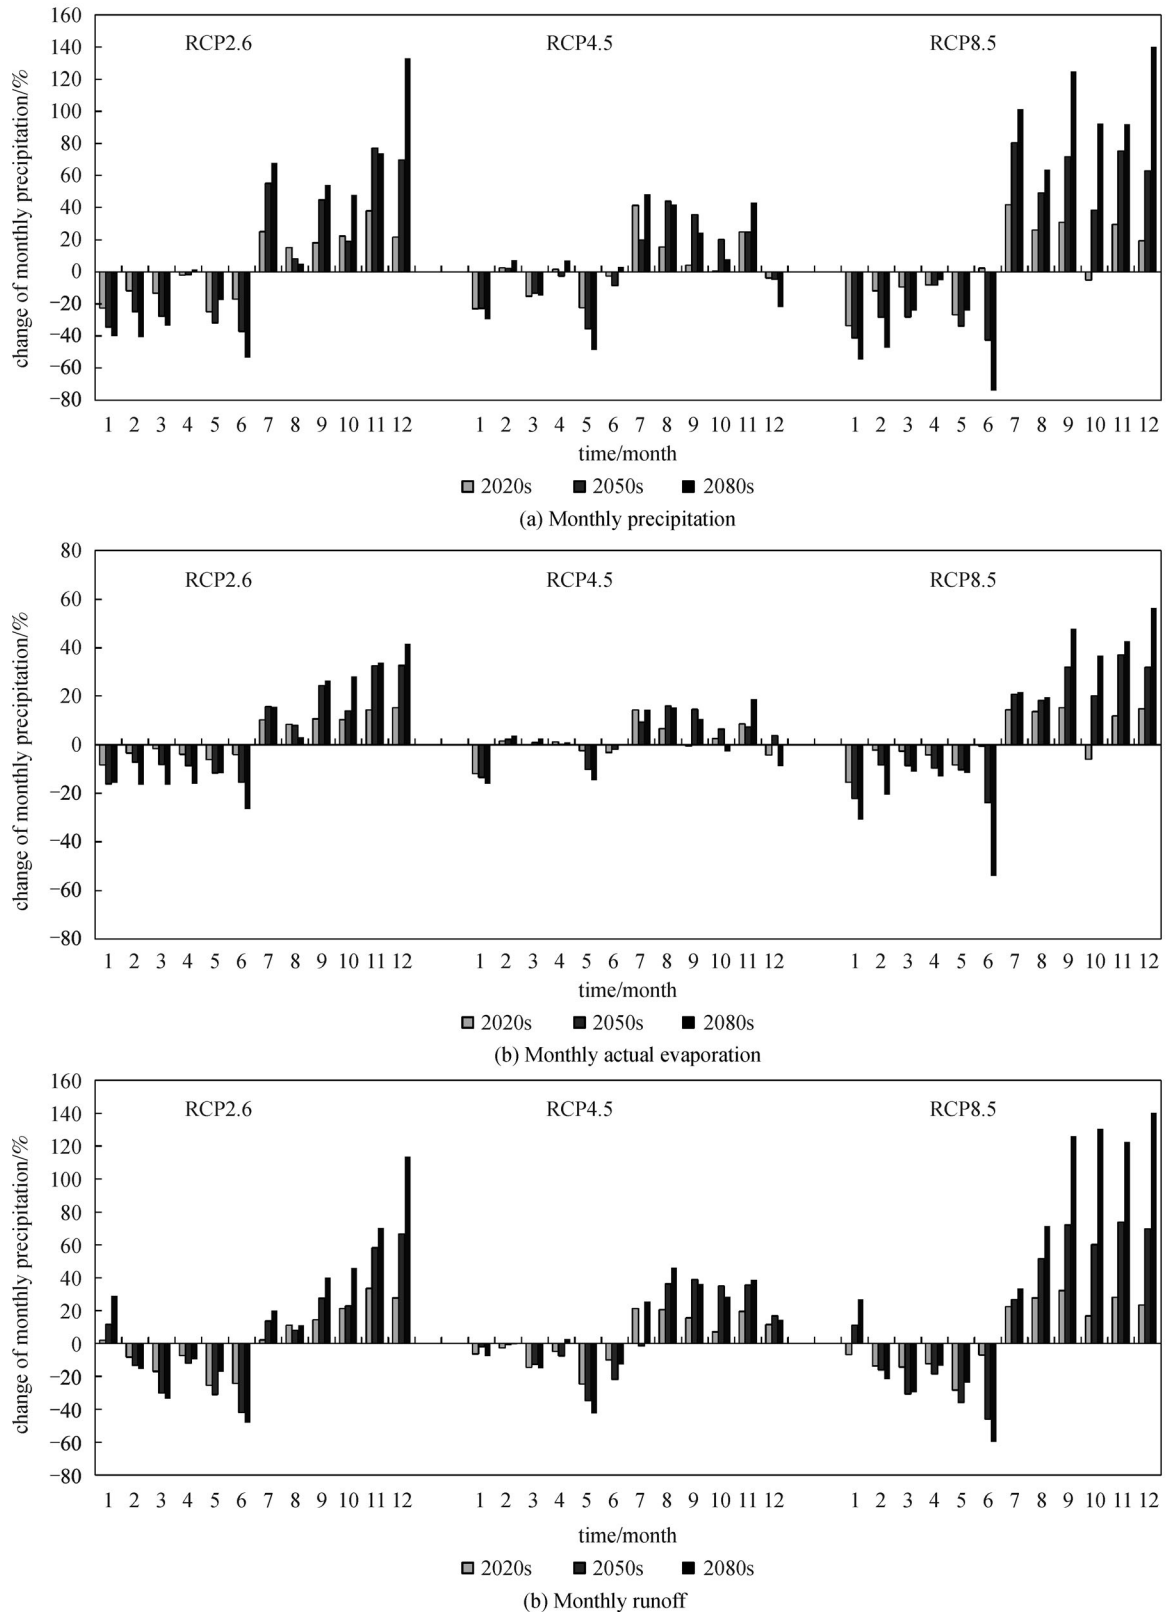 change of monthly precipitation/%
160
140
120
100
80
60
40
20
0
−20
−40
−60
−80
RCP2.6 RCP4.5 RCP8.5
1 2 3 4 5 6 7 8 9 10 11 12 1 2 3 4 5 6 7 8 9 10 11 12 1 2 3 4 5 6 7 8 9 10 11 12
time/month
2020s 2050s 2080s
(a) Monthly precipitation
change of monthly precipitation/%
80
60
40
20
0
−20
−40
−60
−80
RCP2.6 RCP4.5 RCP8.5
1 2 3 4 5 6 7 8 9 10 11 12 1 2 3 4 5 6 7 8 9 10 11 12 1 2 3 4 5 6 7 8 9 10 11 12
time/month
2020s 2050s 2080s
(b) Monthly actual evaporation
change of monthly precipitation/%
160
140
120
100
80
60
40
20
0
−20
−40
−60
−80
RCP2.6 RCP4.5 RCP8.5
1 2 3 4 5 6 7 8 9 10 11 12 1 2 3 4 5 6 7 8 9 10 11 12 1 2 3 4 5 6 7 8 9 10 11 12
time/month
2020s 2050s 2080s
(b) Monthly runoff